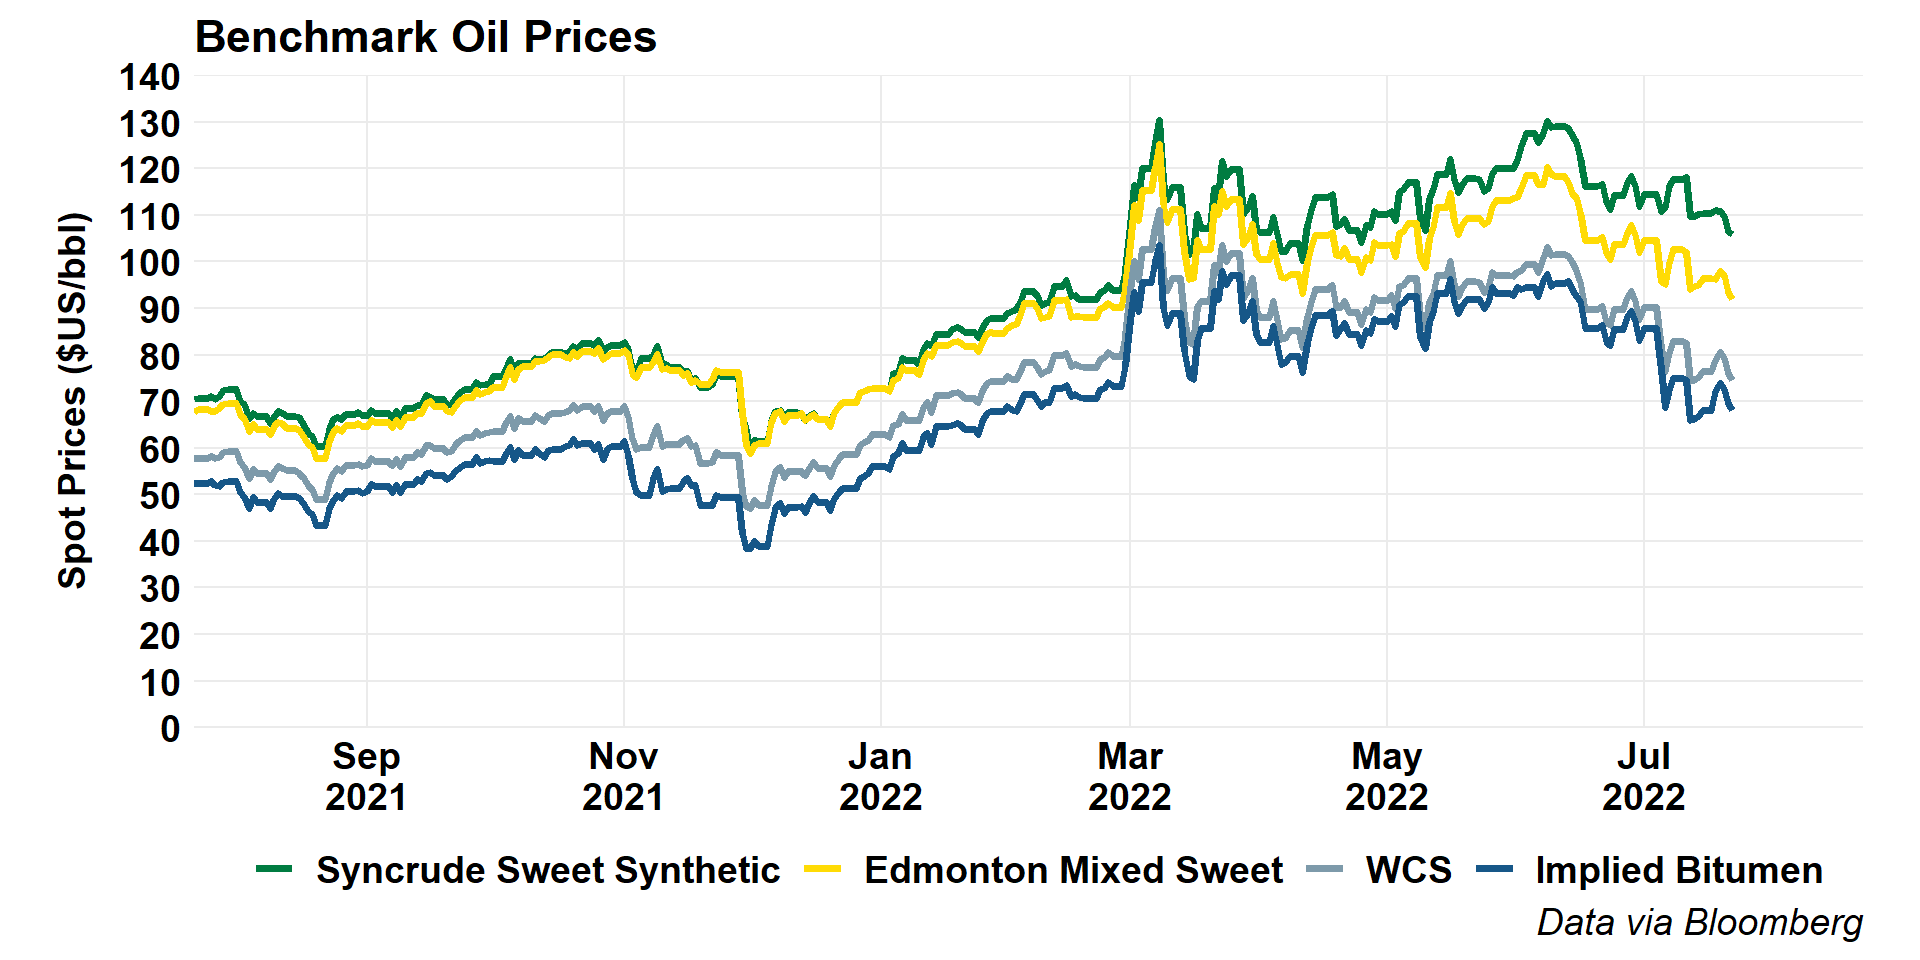 Benchmark Oil Prices
Spot Prices ($US/bbl)
140
130
120
110
100
90
80
70
60
50
40
30
20
10
0
Sep Nov Jan Mar May Jul
2021 2021 2022 2022 2022 2022
Syncrude Sweet Synthetic Edmonton Mixed Sweet WCS Implied Bitumen
Data via Bloomberg